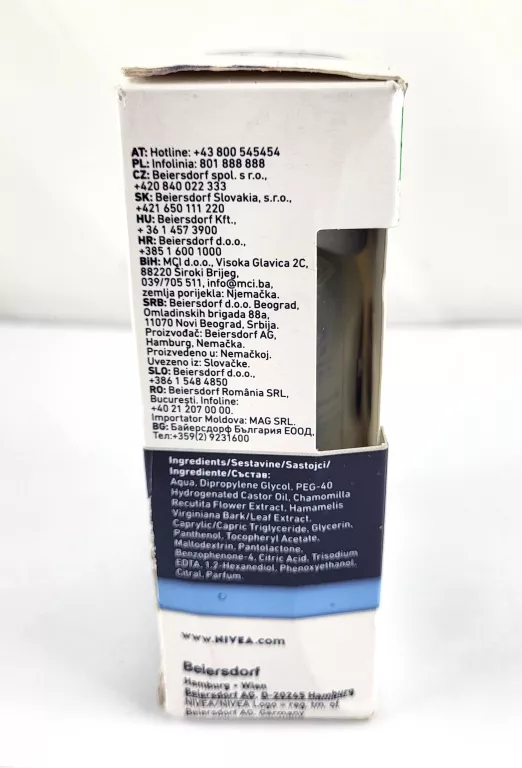 AT: Hotline: +43 800 545454
PL: Infolinia: 801 888 888
CZ: Beiersdorf spol. s r.o.,
+420 840 022 333
SK: Beiersdorf Slovakia, s.r.o.,
+421 650 111 220
HU: Beiersdorf Kft.,
+ 36 1 457 3900
HR: Beiersdorf d.o.o.,
+385 1 600 1000
BiH: MCI d.o.o., Visoka Glavica 2C,
88220 Široki Brijeg,
039/705 511, info@mci.ba,
zemlja porijekla: Njemačka.
SRB: Beiersdorf d.o.o. Beograd,
Omladinskih brigada 88a,
11070 Novi Beograd, Srbija.
Proizvođač: Beiersdorf AG,
Hamburg, Nemačka.
Proizvedeno u: Nemačkoj.
Uvezeno iz: Slovačke.
SLO: Beiersdorf d.o.o.,
+386 1 548 4850
RO: Beiersdorf România SRL,
București. Infoline:
+40 21 207 00 00.
Importator Moldova: MAG SRL.
BG: Байерсдорф България ЕООД,
Тел:+359(2) 9231600
Ingredients/Sestavine/Sastojci/
Ingrediente/Състав:
Aqua, Dipropylene Glycol, PEG-40
Hydrogenated Castor Oil, Chamomilla
Recutita Flower Extract, Hamamelis
Virginiana Bark/Leaf Extract,
Caprylic/Capric Triglyceride, Glycerin,
Panthenol, Tocopheryl Acetate,
Maltodextrin, Pantolactone,
Benzophenone-4, Citric Acid, Trisodium
EDTA, 1,2-Hexanediol, Phenoxyethanol,
Citral, Parfum.
www.NIVEA.com
Beiersdorf
Hamburg • Wien
Beiersdorf AG, D-20245 Hamburg
NIVEA/NIVEA Logo = reg. tm. of
Beiersdorf AG, Germany